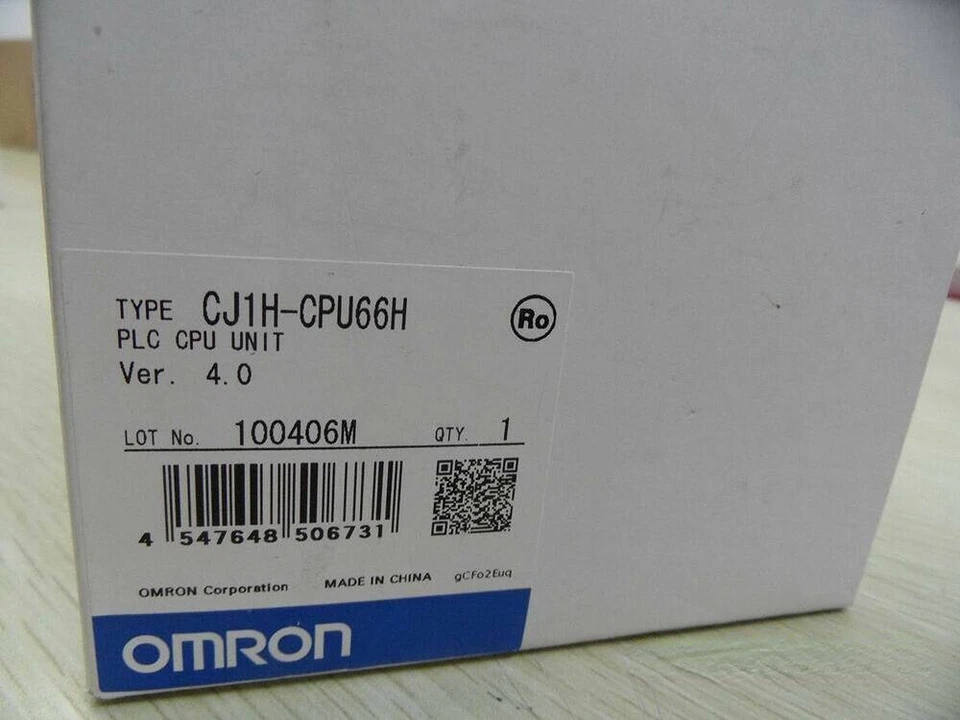 TYPE CJ1H-CPU66H
Ro
PLC CPU UNIT
Ver. 4.0
LOT No. 100406M QTY. 1
4 547648 506731
OMRON Corporation MADE IN CHINA gCFo2Euq
OMRON